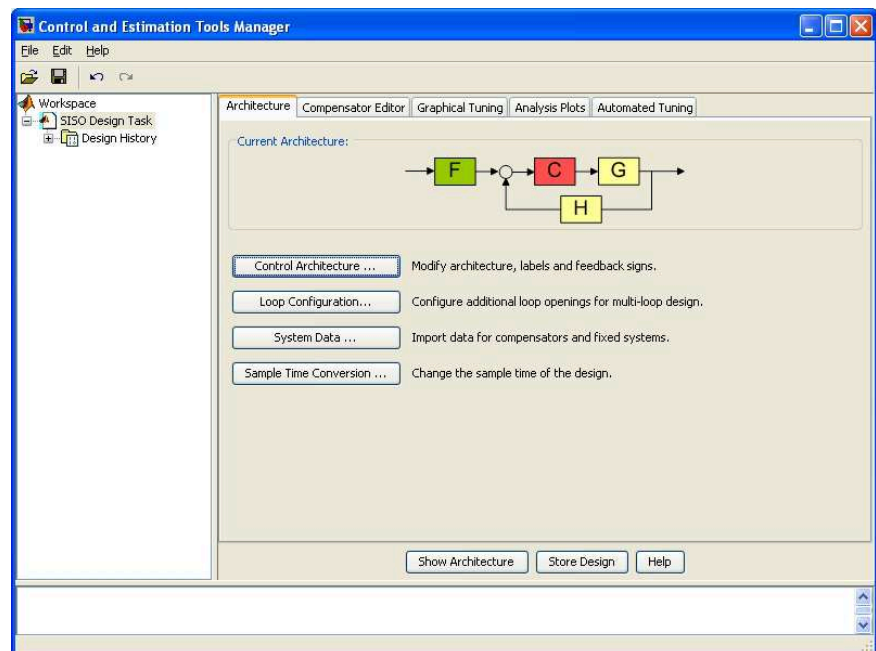 Control and Estimation Tools Manager
File Edit Help
Workspace
SISO Design Task
Design History
Architecture Compensator Editor Graphical Tuning Analysis Plots Automated Tuning
Current Architecture:
F C G
H
Control Architecture ... Modify architecture, labels and feedback signs.
Loop Configuration... Configure additional loop openings for multi-loop design.
System Data ... Import data for compensators and fixed systems.
Sample Time Conversion ... Change the sample time of the design.
Show Architecture Store Design Help